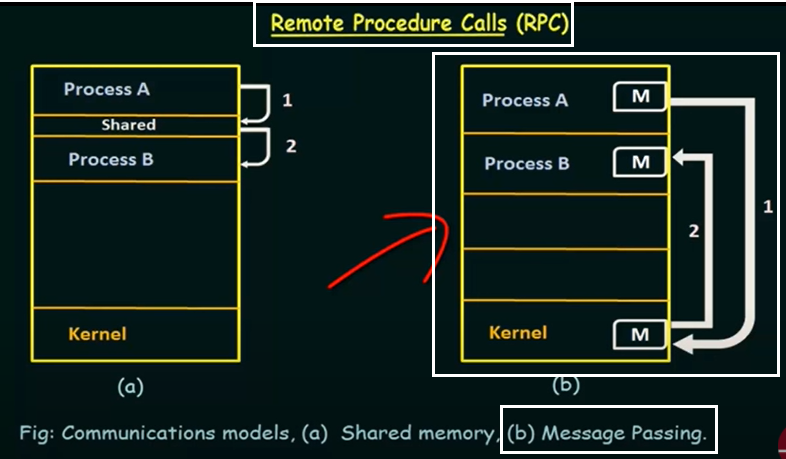 Remote Procedure Calls (RPC)
Process A
1
Shared
2
Process B
Kernel
(a)
Process A
M
Process B
M
1
2
Kernel
M
(b)
Fig: Communications models, (a) Shared memory, (b) Message Passing.